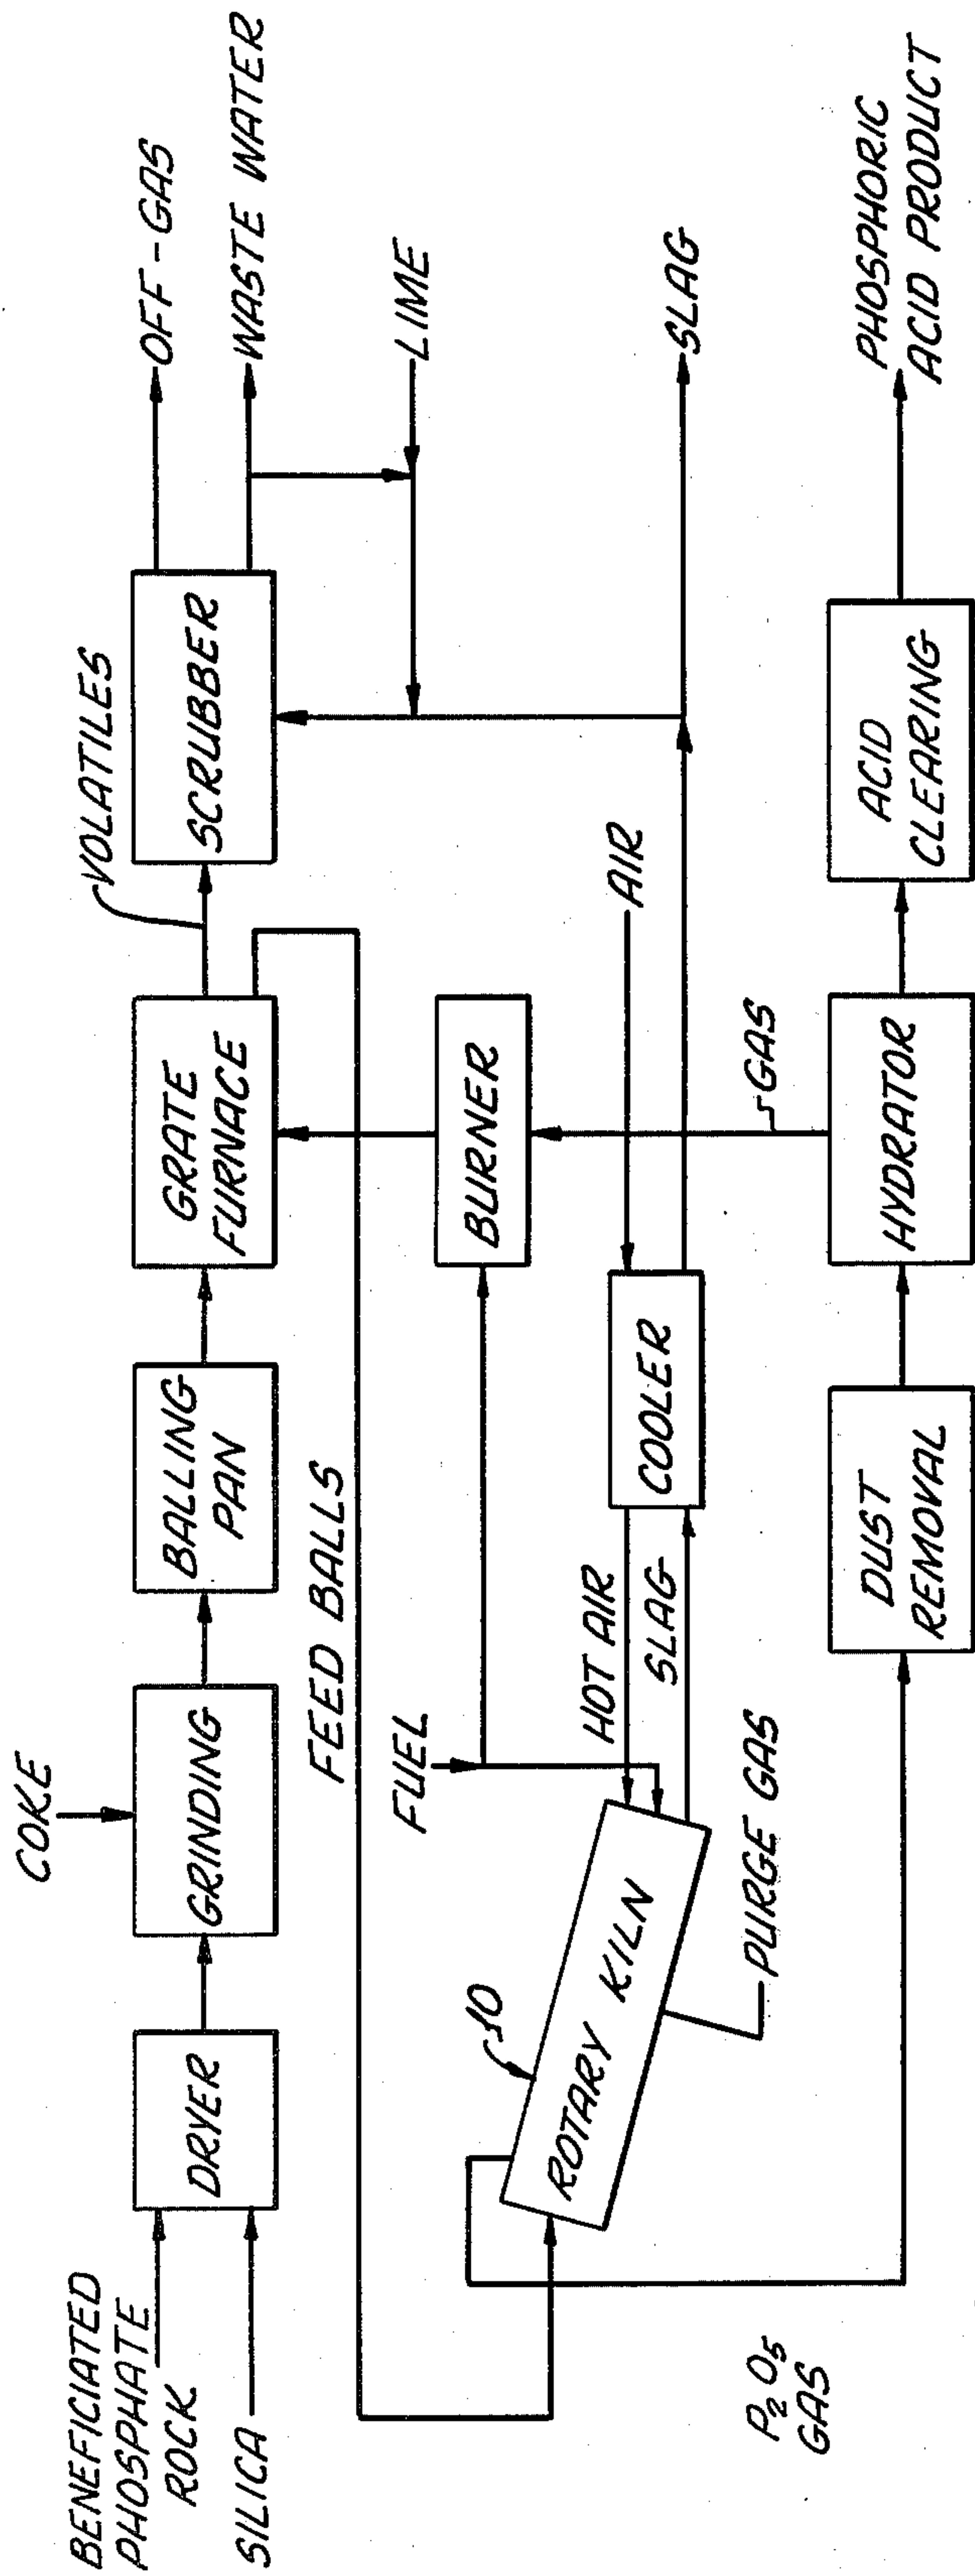 COKE
BENEFICIATED
PHOSPHATE
ROCK
SILICA
DRYER
GRINDING
BALLING
PAN
GRATE
FURNACE
VOLATILES
SCRUBBER
OFF-GAS
WASTE WATER
LIME
FEED BALLS
FUEL
BURNER
AIR
HOT AIR
SLAG
COOLER
SLAG
10
ROTARY KILN
PURGE GAS
GAS
P2O5
GAS
DUST
REMOVAL
HYDRATOR
ACID
CLEARING
PHOSPHORIC
ACID PRODUCT